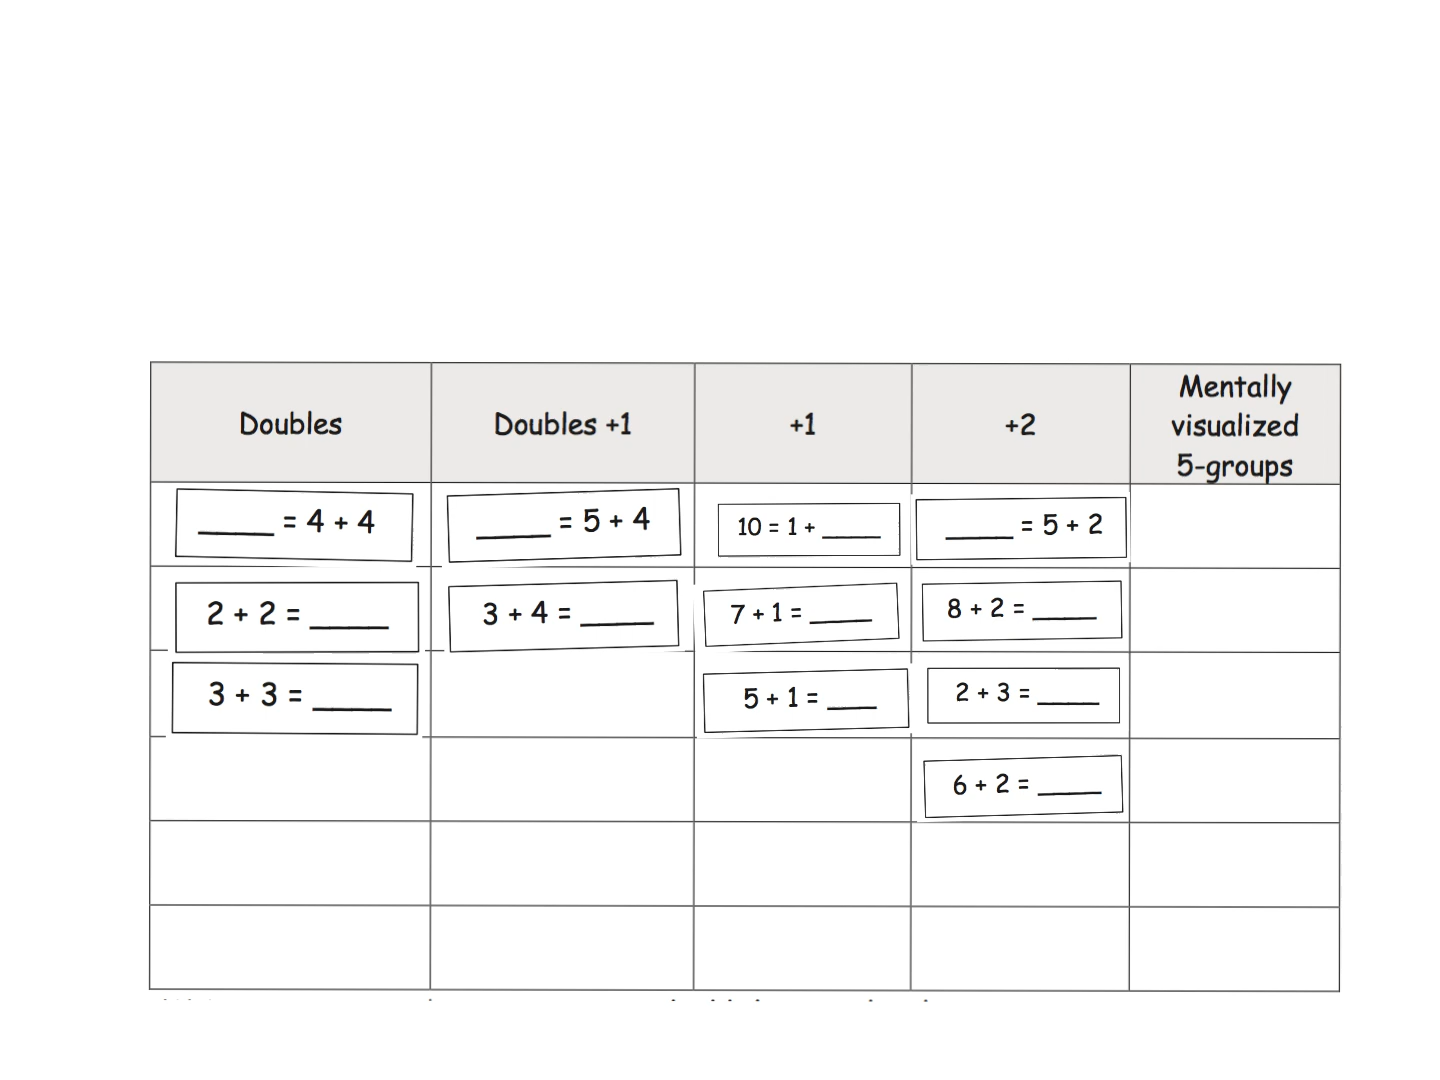 Doubles
Doubles +1
+1
+2
Mentally
visualized
5-groups
_____ = 4 + 4
_____ = 5 + 4
10 = 1 + _____
_____ = 5 + 2
2 + 2 = _____
3 + 4 = _____
7 + 1 = _____
8 + 2 = _____
3 + 3 = _____
5 + 1 = ____
2 + 3 = _____
6 + 2 = _____